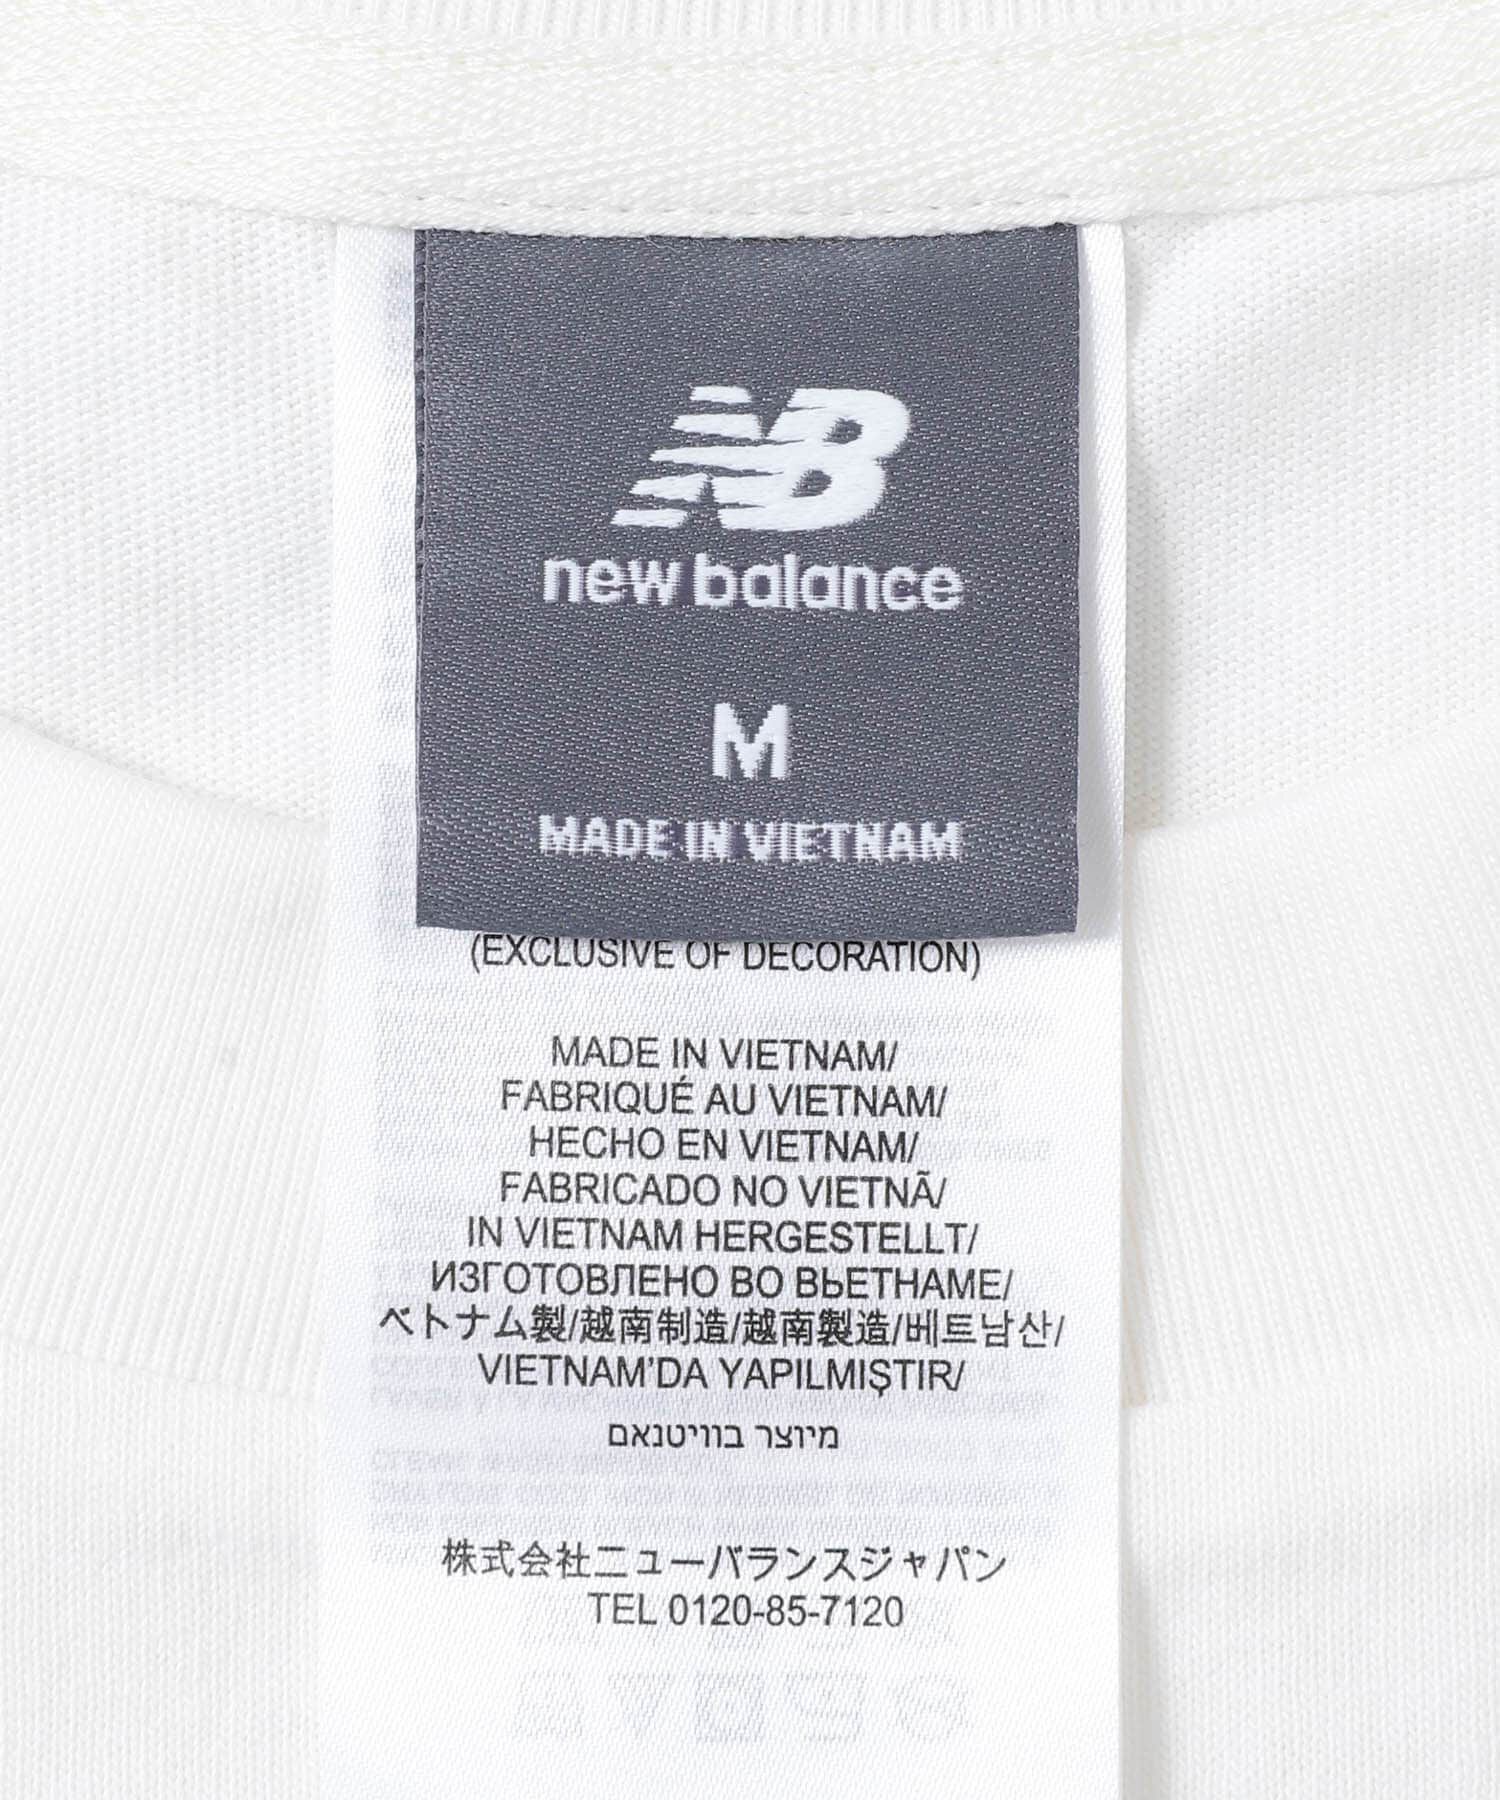 NB
new balance
M
MADE IN VIETNAM
(EXCLUSIVE OF DECORATION)
MADE IN VIETNAM/
FABRIQUÉ AU VIETNAM/
HECHO EN VIETNAM/
FABRICADO NO VIETNÃ/
IN VIETNAM HERGESTELLT/
ИЗГОТОВЛЕНО ВО ВЬЕТНАМЕ/
ベトナム製/越南制造/越南製造/베트남산/
VIETNAM'DA YAPILMIŞTIR/
מיוצר בוויטנאם
株式会社ニューバランスジャパン
TEL 0120-85-7120